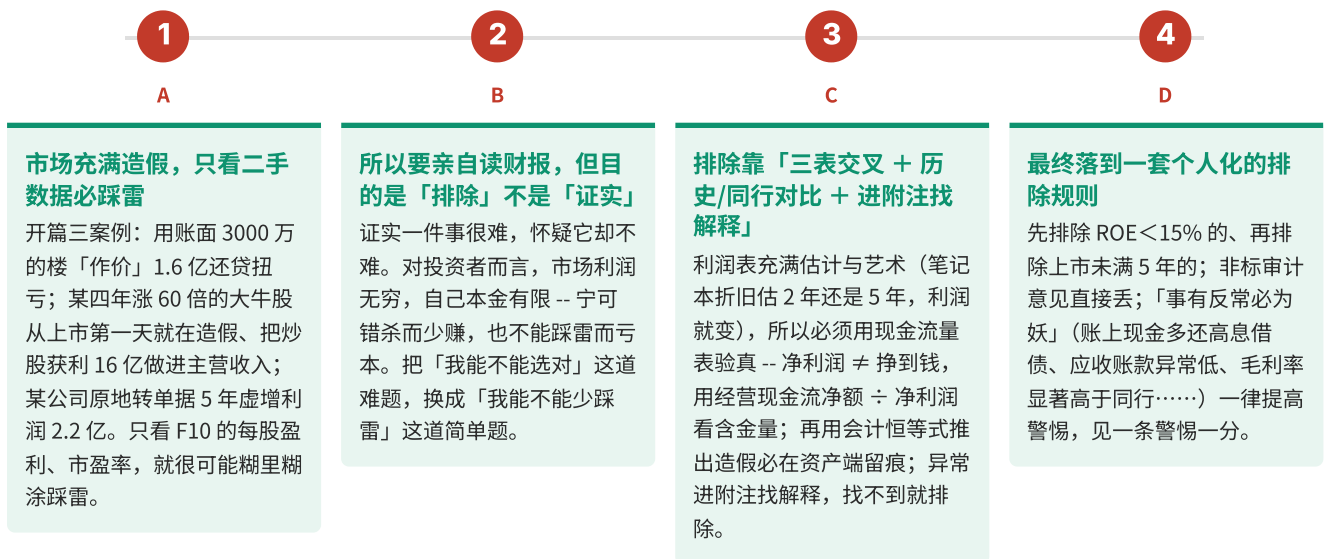 1
A
市场充满造假，只看二手
数据必踩雷
开篇三案例：用账面 3000 万
的楼「作价」1.6 亿还贷扭
亏；某四年涨 60 倍的大牛股
从上市第一天就在造假、把炒
股获利 16 亿做进主营收入；
某公司原地转单据 5 年虚增利
润 2.2 亿。只看 F10 的每股盈
利、市盈率，就很可能糊里糊
涂踩雷。
2
B
所以要亲自读财报，但目
的是「排除」不是「证实」
证实一件事很难，怀疑它却不
难。对投资者而言，市场利润
无穷，自己本金有限 -- 宁可
错杀而少赚，也不能踩雷而亏
本。把「我能不能选对」这道
难题，换成「我能不能少踩
雷」这道简单题。
3
C
排除靠「三表交叉 ＋ 历
史/同行对比 ＋ 进附注找
解释」
利润表充满估计与艺术（笔记
本折旧估 2 年还是 5 年，利润
就变），所以必须用现金流量
表验真 -- 净利润 ≠ 挣到钱，
用经营现金流净额 ÷ 净利润
看含金量；再用会计恒等式推
出造假必在资产端留痕；异常
进附注找解释，找不到就排
除。
4
D
最终落到一套个人化的排
除规则
先排除 ROE＜15% 的、再排
除上市未满 5 年的；非标审计
意见直接丢；「事有反常必为
妖」（账上现金多还高息借
债、应收账款异常低、毛利率
显著高于同行……）一律提高
警惕，见一条警惕一分。